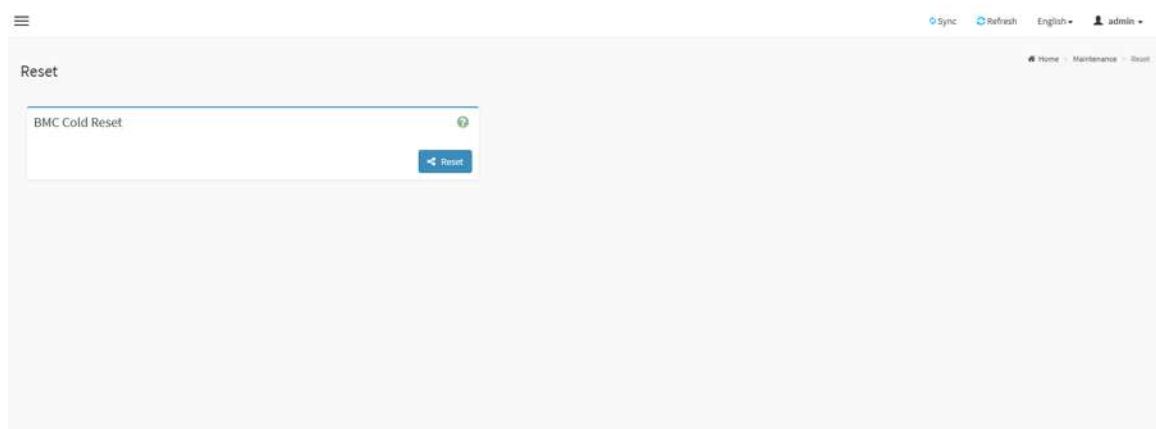 Sync Refresh English admin
Home > Maintenance > Reset
Reset
BMC Cold Reset
Reset